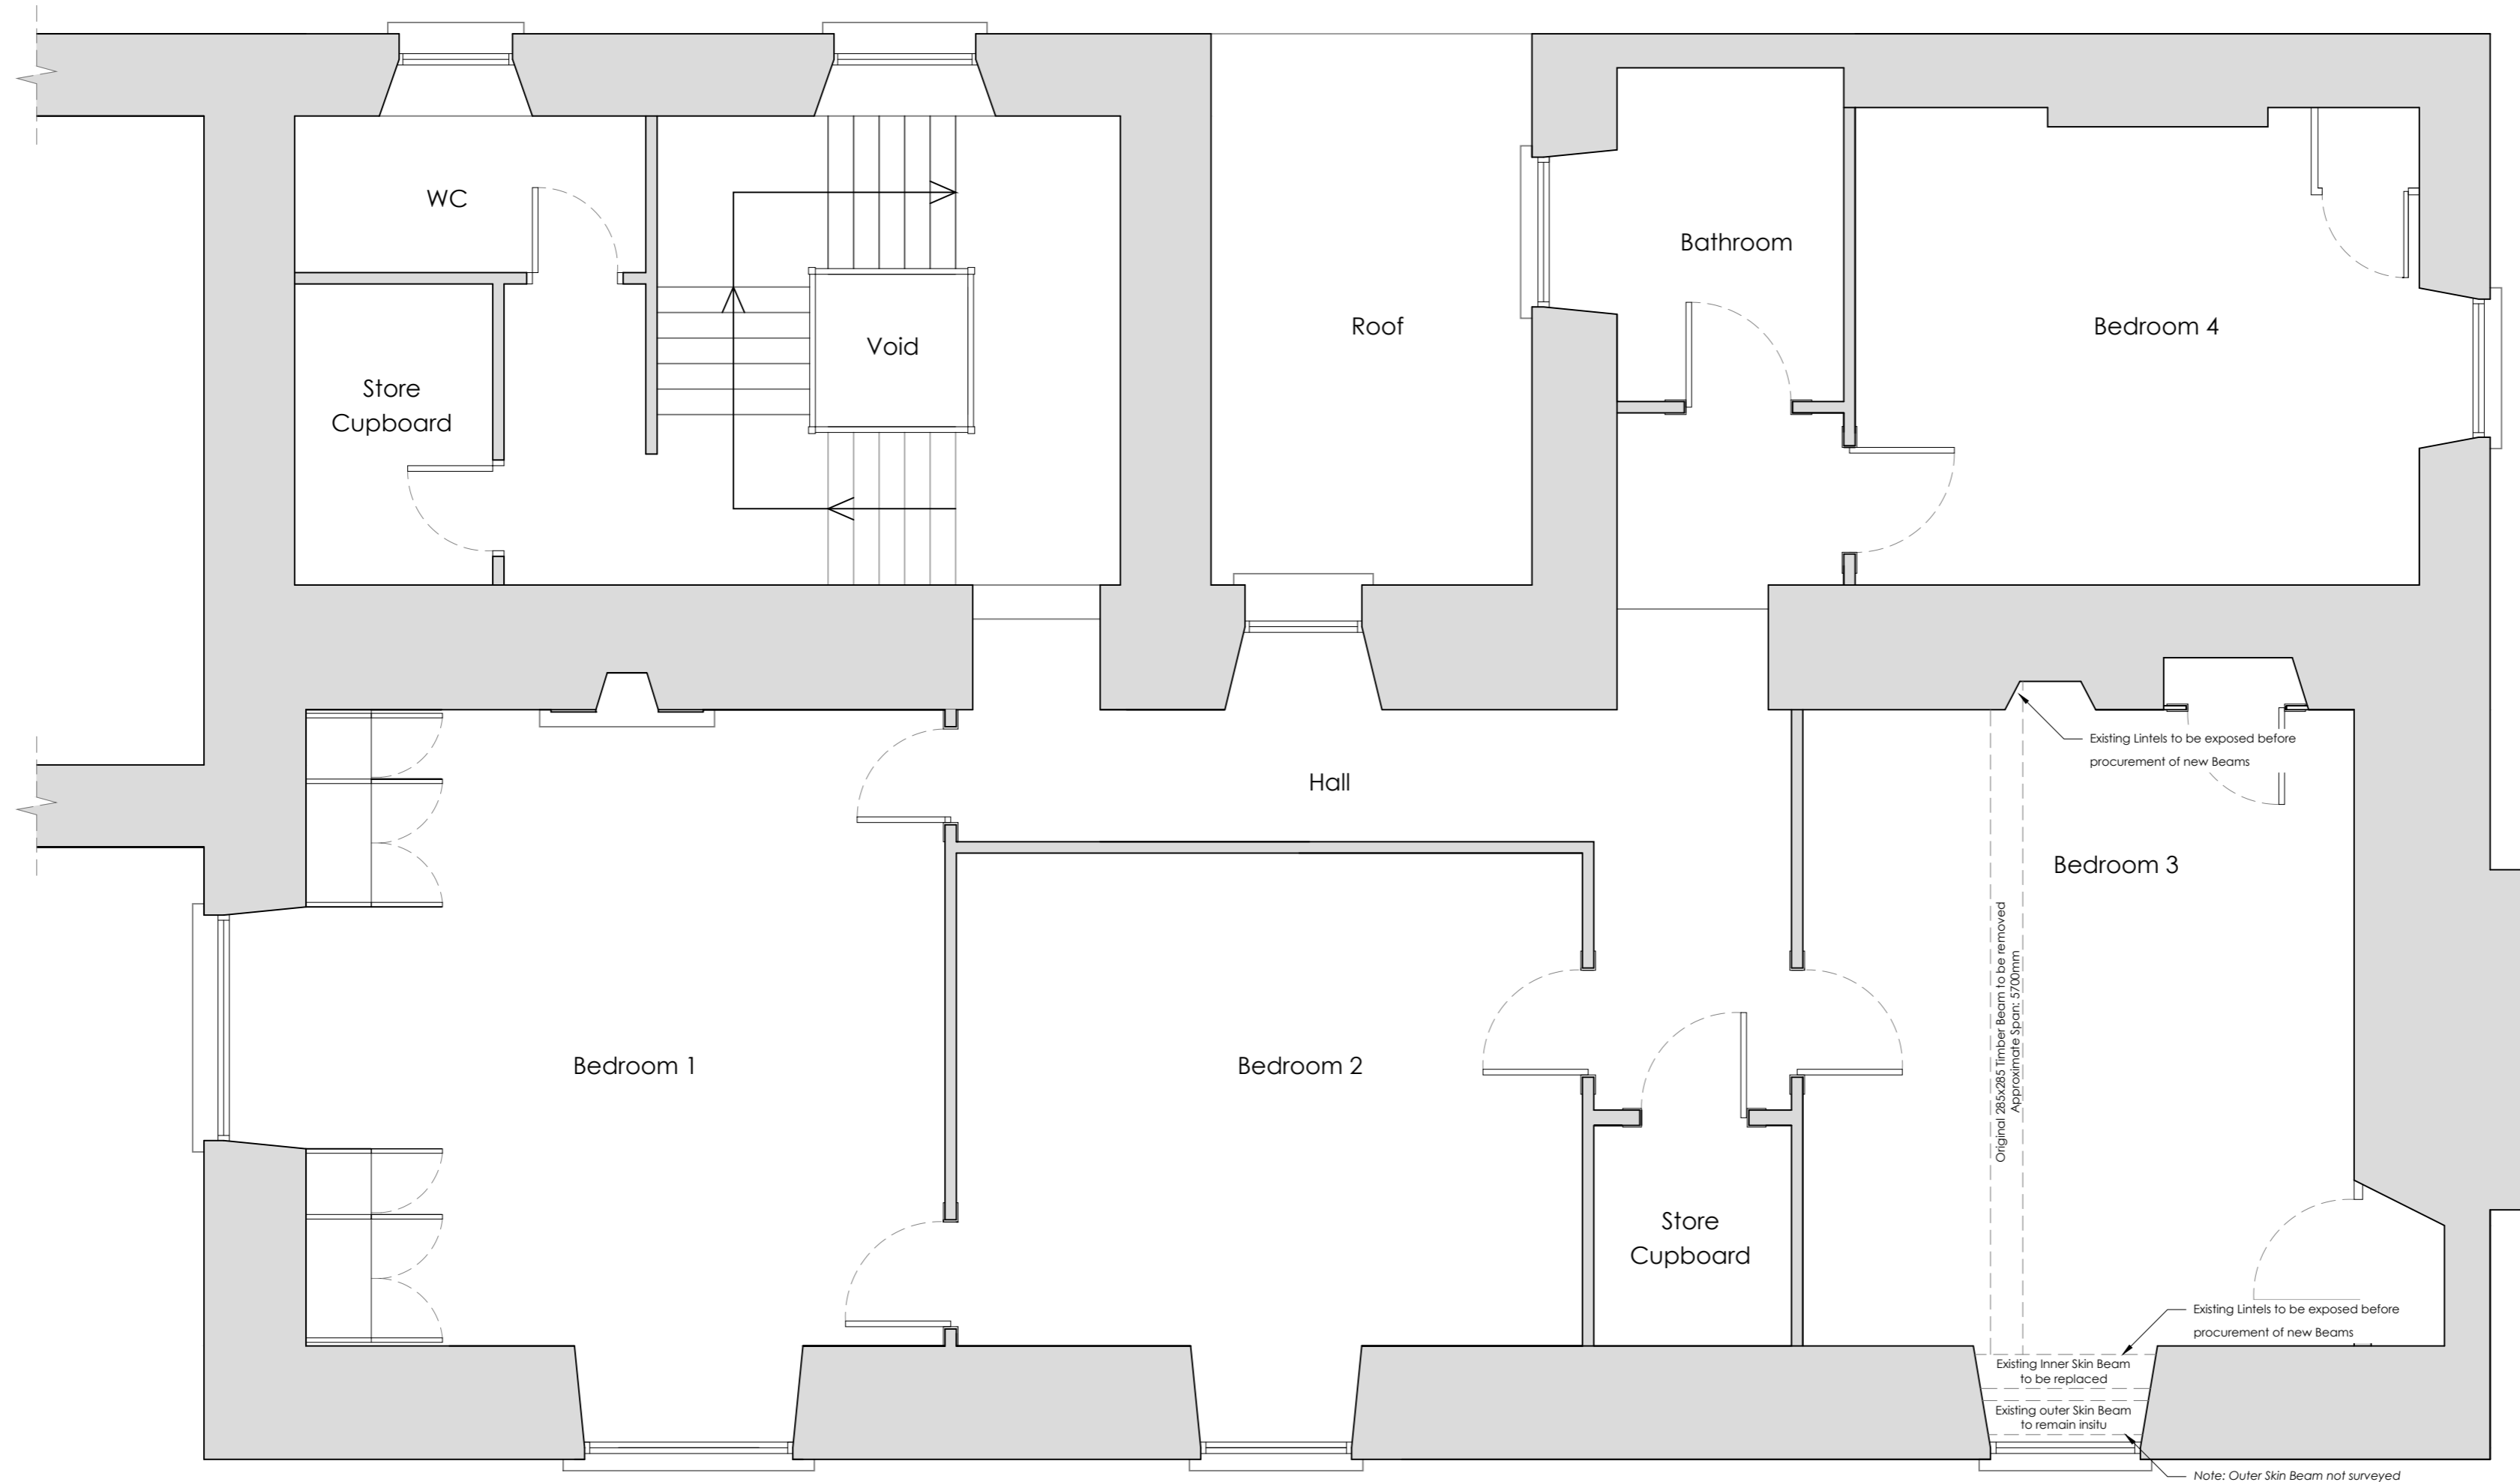 WC
Bathroom
Roof
Bedroom 4
Void
Store
Cupboard
Existing Lintels to be exposed before
procurement of new Beams
Hall
Bedroom 3
Original 285x285 Timber Beam to be removed
Approximate Span: 5700mm
Bedroom 1
Bedroom 2
Store
Cupboard
Existing Lintels to be exposed before
procurement of new Beams
Existing Inner Skin Beam
to be replaced
Existing outer Skin Beam
to remain insitu
Note: Outer Skin Beam not surveyed